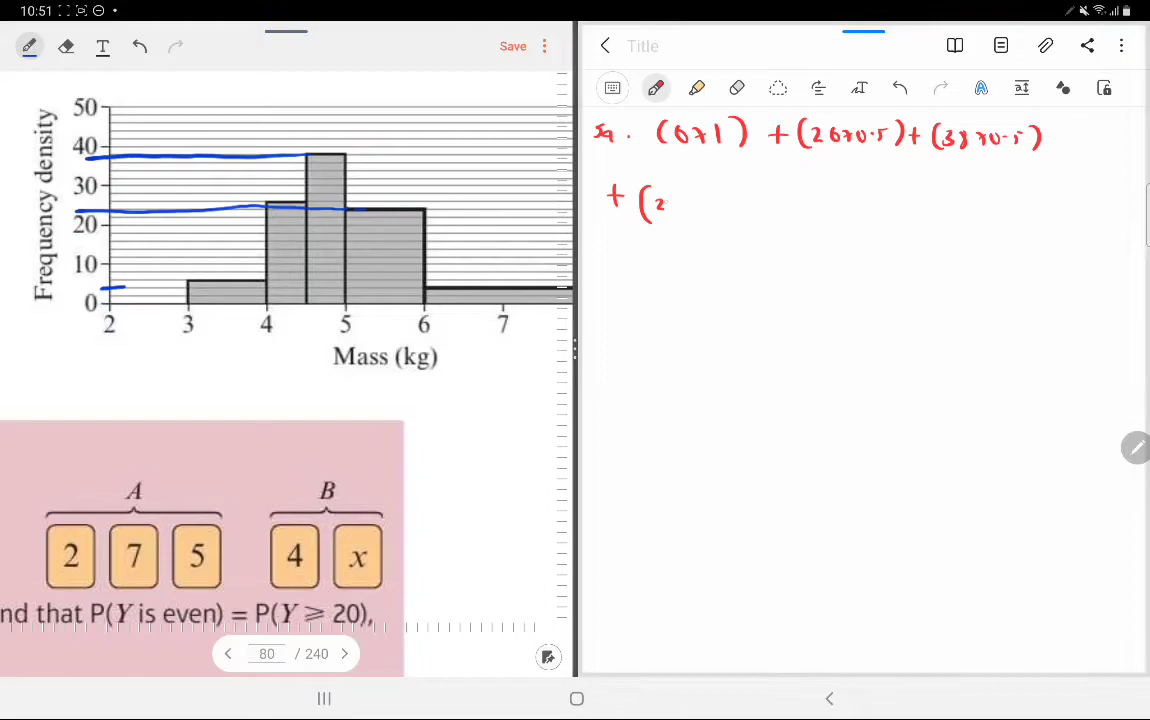 10:51
Save
Title
Frequency density
50
40
30
20
10
0
2 3 4 5 6 7
Mass (kg)
(6×1) + (26×0.5) + (38×0.5)
+ (2
A B
2 7 5 4 x
nd that P(Y is even) = P(Y ⩾ 20),
80 / 240